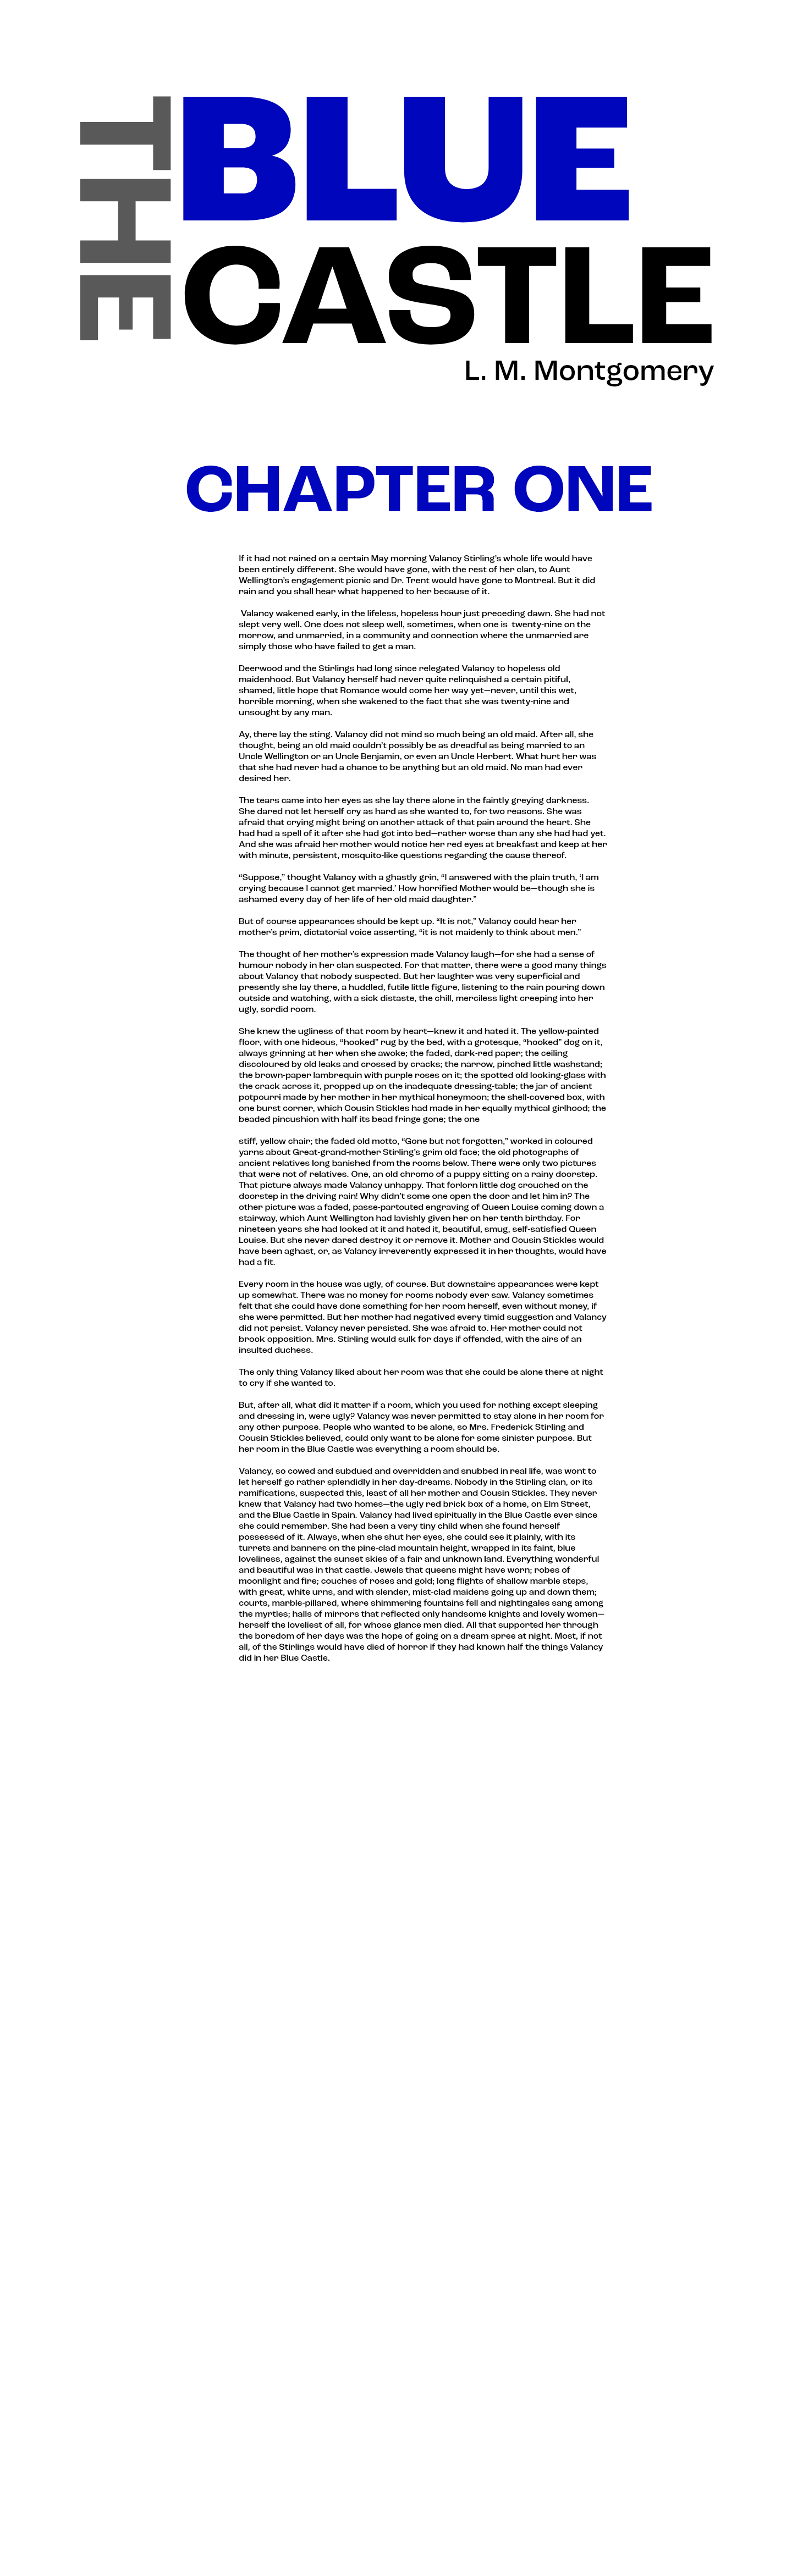 THE
BLUE
CASTLE
L. M. Montgomery
CHAPTER ONE
If it had not rained on a certain May morning Valancy Stirling’s whole life would have
been entirely different. She would have gone, with the rest of her clan, to Aunt
Wellington’s engagement picnic and Dr. Trent would have gone to Montreal. But it did
rain and you shall hear what happened to her because of it.
Valancy wakened early, in the lifeless, hopeless hour just preceding dawn. She had not
slept very well. One does not sleep well, sometimes, when one is  twenty-nine on the
morrow, and unmarried, in a community and connection where the unmarried are
simply those who have failed to get a man.
Deerwood and the Stirlings had long since relegated Valancy to hopeless old
maidenhood. But Valancy herself had never quite relinquished a certain pitiful,
shamed, little hope that Romance would come her way yet—never, until this wet,
horrible morning, when she wakened to the fact that she was twenty-nine and
unsought by any man.
Ay, there lay the sting. Valancy did not mind so much being an old maid. After all, she
thought, being an old maid couldn’t possibly be as dreadful as being married to an
Uncle Wellington or an Uncle Benjamin, or even an Uncle Herbert. What hurt her was
that she had never had a chance to be anything but an old maid. No man had ever
desired her.
The tears came into her eyes as she lay there alone in the faintly greying darkness.
She dared not let herself cry as hard as she wanted to, for two reasons. She was
afraid that crying might bring on another attack of that pain around the heart. She
had had a spell of it after she had got into bed—rather worse than any she had had yet.
And she was afraid her mother would notice her red eyes at breakfast and keep at her
with minute, persistent, mosquito-like questions regarding the cause thereof.
“Suppose,” thought Valancy with a ghastly grin, “I answered with the plain truth, ‘I am
crying because I cannot get married.’ How horrified Mother would be—though she is
ashamed every day of her life of her old maid daughter.”
But of course appearances should be kept up. “It is not,” Valancy could hear her
mother’s prim, dictatorial voice asserting, “it is not maidenly to think about men.”
The thought of her mother’s expression made Valancy laugh—for she had a sense of
humour nobody in her clan suspected. For that matter, there were a good many things
about Valancy that nobody suspected. But her laughter was very superficial and
presently she lay there, a huddled, futile little figure, listening to the rain pouring down
outside and watching, with a sick distaste, the chill, merciless light creeping into her
ugly, sordid room.
She knew the ugliness of that room by heart—knew it and hated it. The yellow-painted
floor, with one hideous, “hooked” rug by the bed, with a grotesque, “hooked” dog on it,
always grinning at her when she awoke; the faded, dark-red paper; the ceiling
discoloured by old leaks and crossed by cracks; the narrow, pinched little washstand;
the brown-paper lambrequin with purple roses on it; the spotted old looking-glass with
the crack across it, propped up on the inadequate dressing-table; the jar of ancient
potpourri made by her mother in her mythical honeymoon; the shell-covered box, with
one burst corner, which Cousin Stickles had made in her equally mythical girlhood; the
beaded pincushion with half its bead fringe gone; the one
stiff, yellow chair; the faded old motto, “Gone but not forgotten,” worked in coloured
yarns about Great-grand-mother Stirling’s grim old face; the old photographs of
ancient relatives long banished from the rooms below. There were only two pictures
that were not of relatives. One, an old chromo of a puppy sitting on a rainy doorstep.
That picture always made Valancy unhappy. That forlorn little dog crouched on the
doorstep in the driving rain! Why didn’t some one open the door and let him in? The
other picture was a faded, passe-partouted engraving of Queen Louise coming down a
stairway, which Aunt Wellington had lavishly given her on her tenth birthday. For
nineteen years she had looked at it and hated it, beautiful, smug, self-satisfied Queen
Louise. But she never dared destroy it or remove it. Mother and Cousin Stickles would
have been aghast, or, as Valancy irreverently expressed it in her thoughts, would have
had a fit.
Every room in the house was ugly, of course. But downstairs appearances were kept
up somewhat. There was no money for rooms nobody ever saw. Valancy sometimes
felt that she could have done something for her room herself, even without money, if
she were permitted. But her mother had negatived every timid suggestion and Valancy
did not persist. Valancy never persisted. She was afraid to. Her mother could not
brook opposition. Mrs. Stirling would sulk for days if offended, with the airs of an
insulted duchess.
The only thing Valancy liked about her room was that she could be alone there at night
to cry if she wanted to.
But, after all, what did it matter if a room, which you used for nothing except sleeping
and dressing in, were ugly? Valancy was never permitted to stay alone in her room for
any other purpose. People who wanted to be alone, so Mrs. Frederick Stirling and
Cousin Stickles believed, could only want to be alone for some sinister purpose. But
her room in the Blue Castle was everything a room should be.
Valancy, so cowed and subdued and overridden and snubbed in real life, was wont to
let herself go rather splendidly in her day-dreams. Nobody in the Stirling clan, or its
ramifications, suspected this, least of all her mother and Cousin Stickles. They never
knew that Valancy had two homes—the ugly red brick box of a home, on Elm Street,
and the Blue Castle in Spain. Valancy had lived spiritually in the Blue Castle ever since
she could remember. She had been a very tiny child when she found herself
possessed of it. Always, when she shut her eyes, she could see it plainly, with its
turrets and banners on the pine-clad mountain height, wrapped in its faint, blue
loveliness, against the sunset skies of a fair and unknown land. Everything wonderful
and beautiful was in that castle. Jewels that queens might have worn; robes of
moonlight and fire; couches of roses and gold; long flights of shallow marble steps,
with great, white urns, and with slender, mist-clad maidens going up and down them;
courts, marble-pillared, where shimmering fountains fell and nightingales sang among
the myrtles; halls of mirrors that reflected only handsome knights and lovely women—
herself the loveliest of all, for whose glance men died. All that supported her through
the boredom of her days was the hope of going on a dream spree at night. Most, if not
all, of the Stirlings would have died of horror if they had known half the things Valancy
did in her Blue Castle.